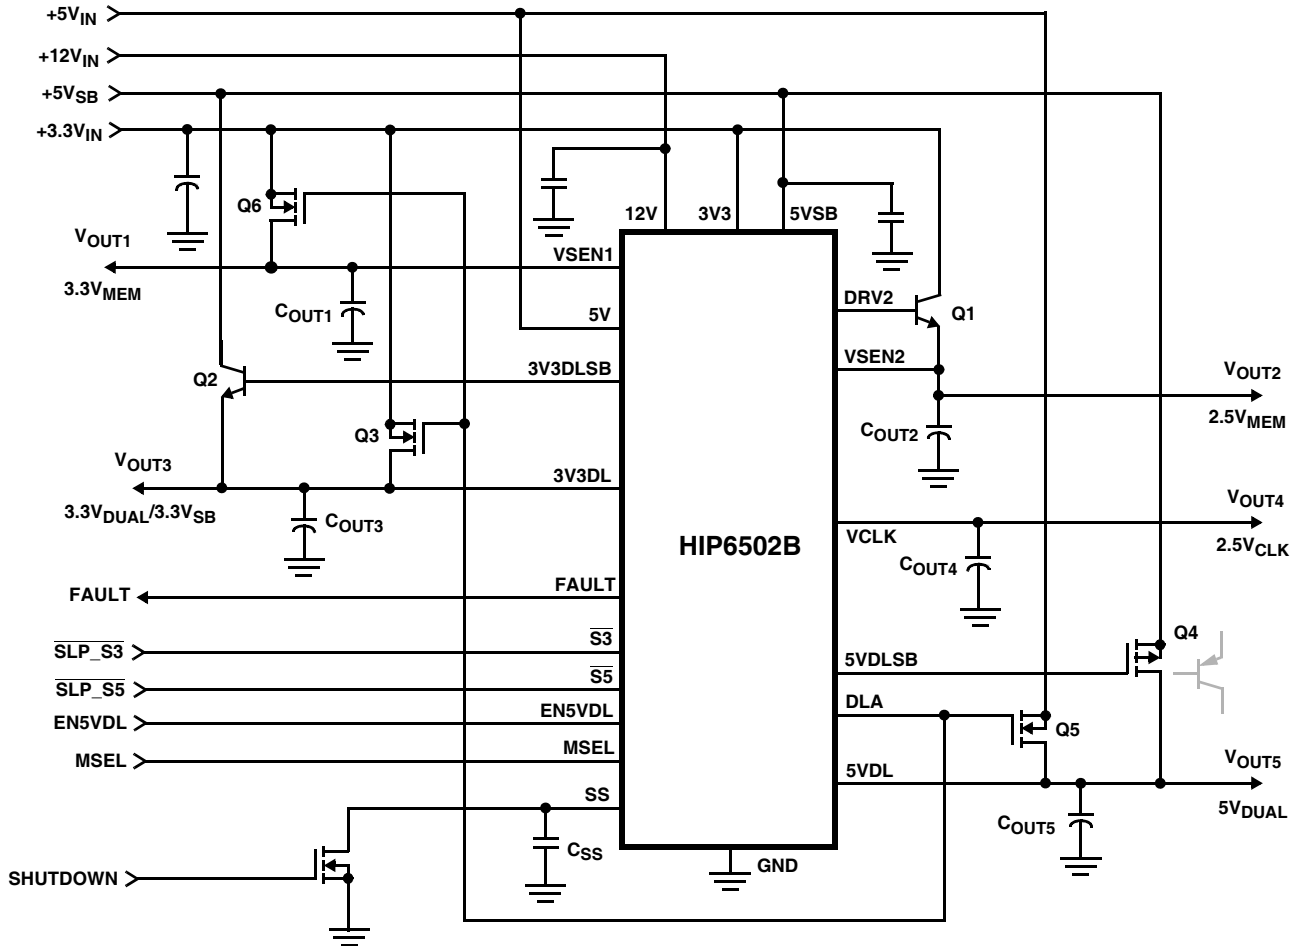 +5VIN
+12VIN
+5VSB
+3.3VIN
Q6
12V
3V3
5VSB
VOUT1
3.3VMEM
VSEN1
COUT1
DRV2
Q1
5V
VSEN2
Q2
3V3DLSB
VOUT2
2.5VMEM
COUT2
Q3
VOUT3
3.3VDUAL/3.3VSB
3V3DL
COUT3
HIP6502B
VCLK
VOUT4
2.5VCLK
COUT4
FAULT
FAULT
SLP_S3
S3
Q4
5VDLSB
SLP_S5
S5
EN5VDL
EN5VDL
DLA
Q5
MSEL
MSEL
5VDL
VOUT5
5VDUAL
SS
COUT5
CSS
GND
SHUTDOWN